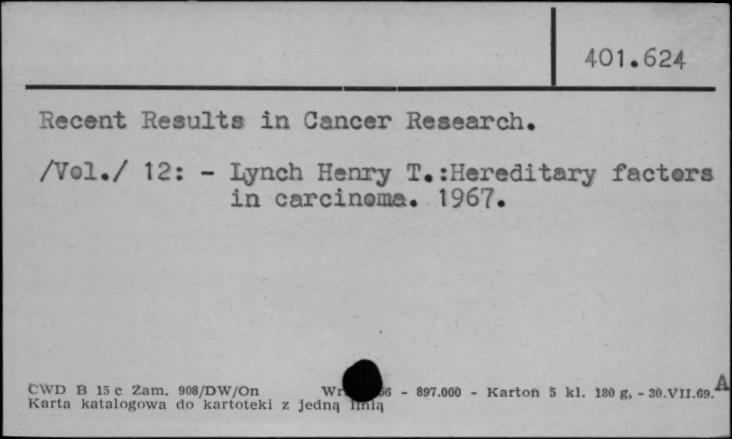 401.624
Recent Results in Cancer Research.
/Vol./ 12: - Lynch Henry T.:Hereditary factors
in carcinoma. 1967.
CWD B 15 c Zam. 908/DW/On - 897.000 - Karton 5 kl. 180 g, - 30.VII.69. A
Karta katalogowa do kartoteki z jedną linią